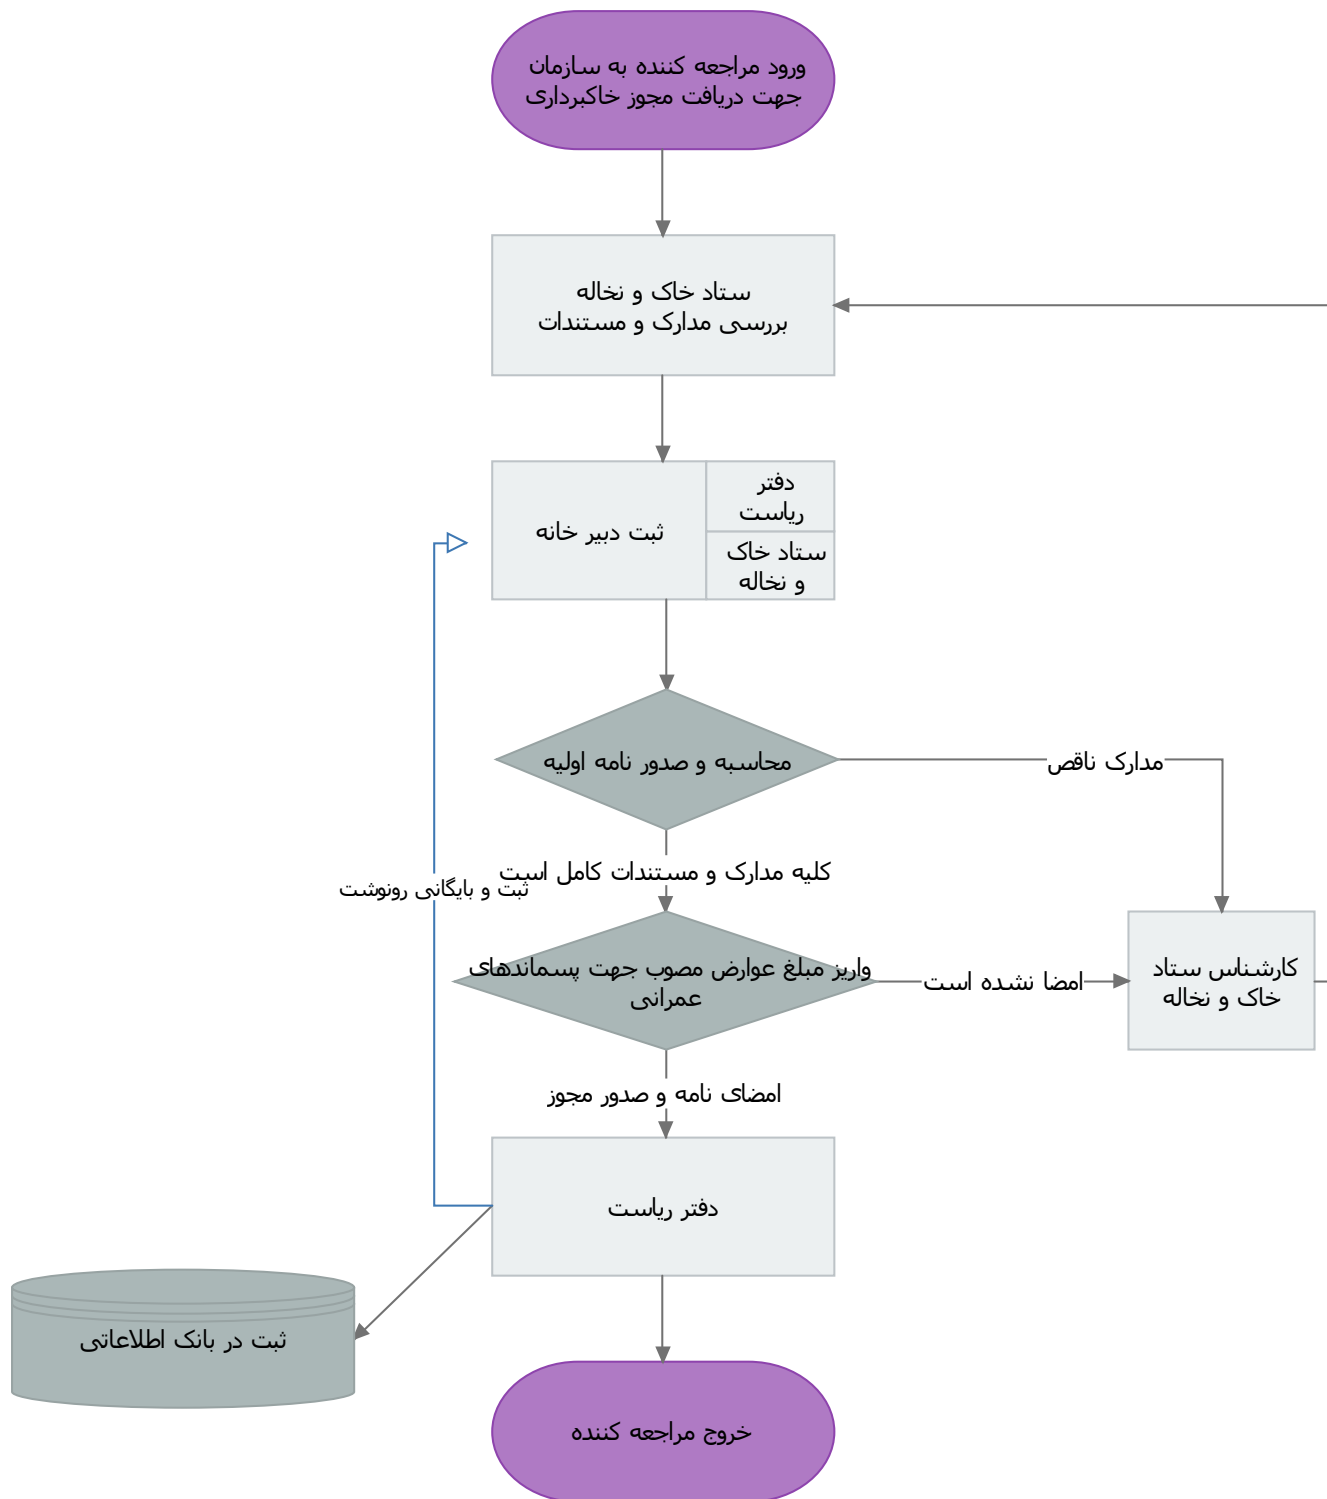 ورود مراجعه کننده به سازمان
جهت دریافت مجوز خاکبرداری
ستاد خاک و نخاله
بررسی مدارک و مستندات
ثبت دبیر خانه
دفتر
ریاست
ستاد خاک
و نخاله
محاسبه و صدور نامه اولیه
مدارک ناقص
کلیه مدارک و مستندات کامل است
ثبت و بایگانی رونوشت
واریز مبلغ عوارض مصوب جهت پسماندهای
عمرانی
امضا نشده است
کارشناس ستاد
خاک و نخاله
امضای نامه و صدور مجوز
دفتر ریاست
ثبت در بانک اطلاعاتی
خروج مراجعه کننده